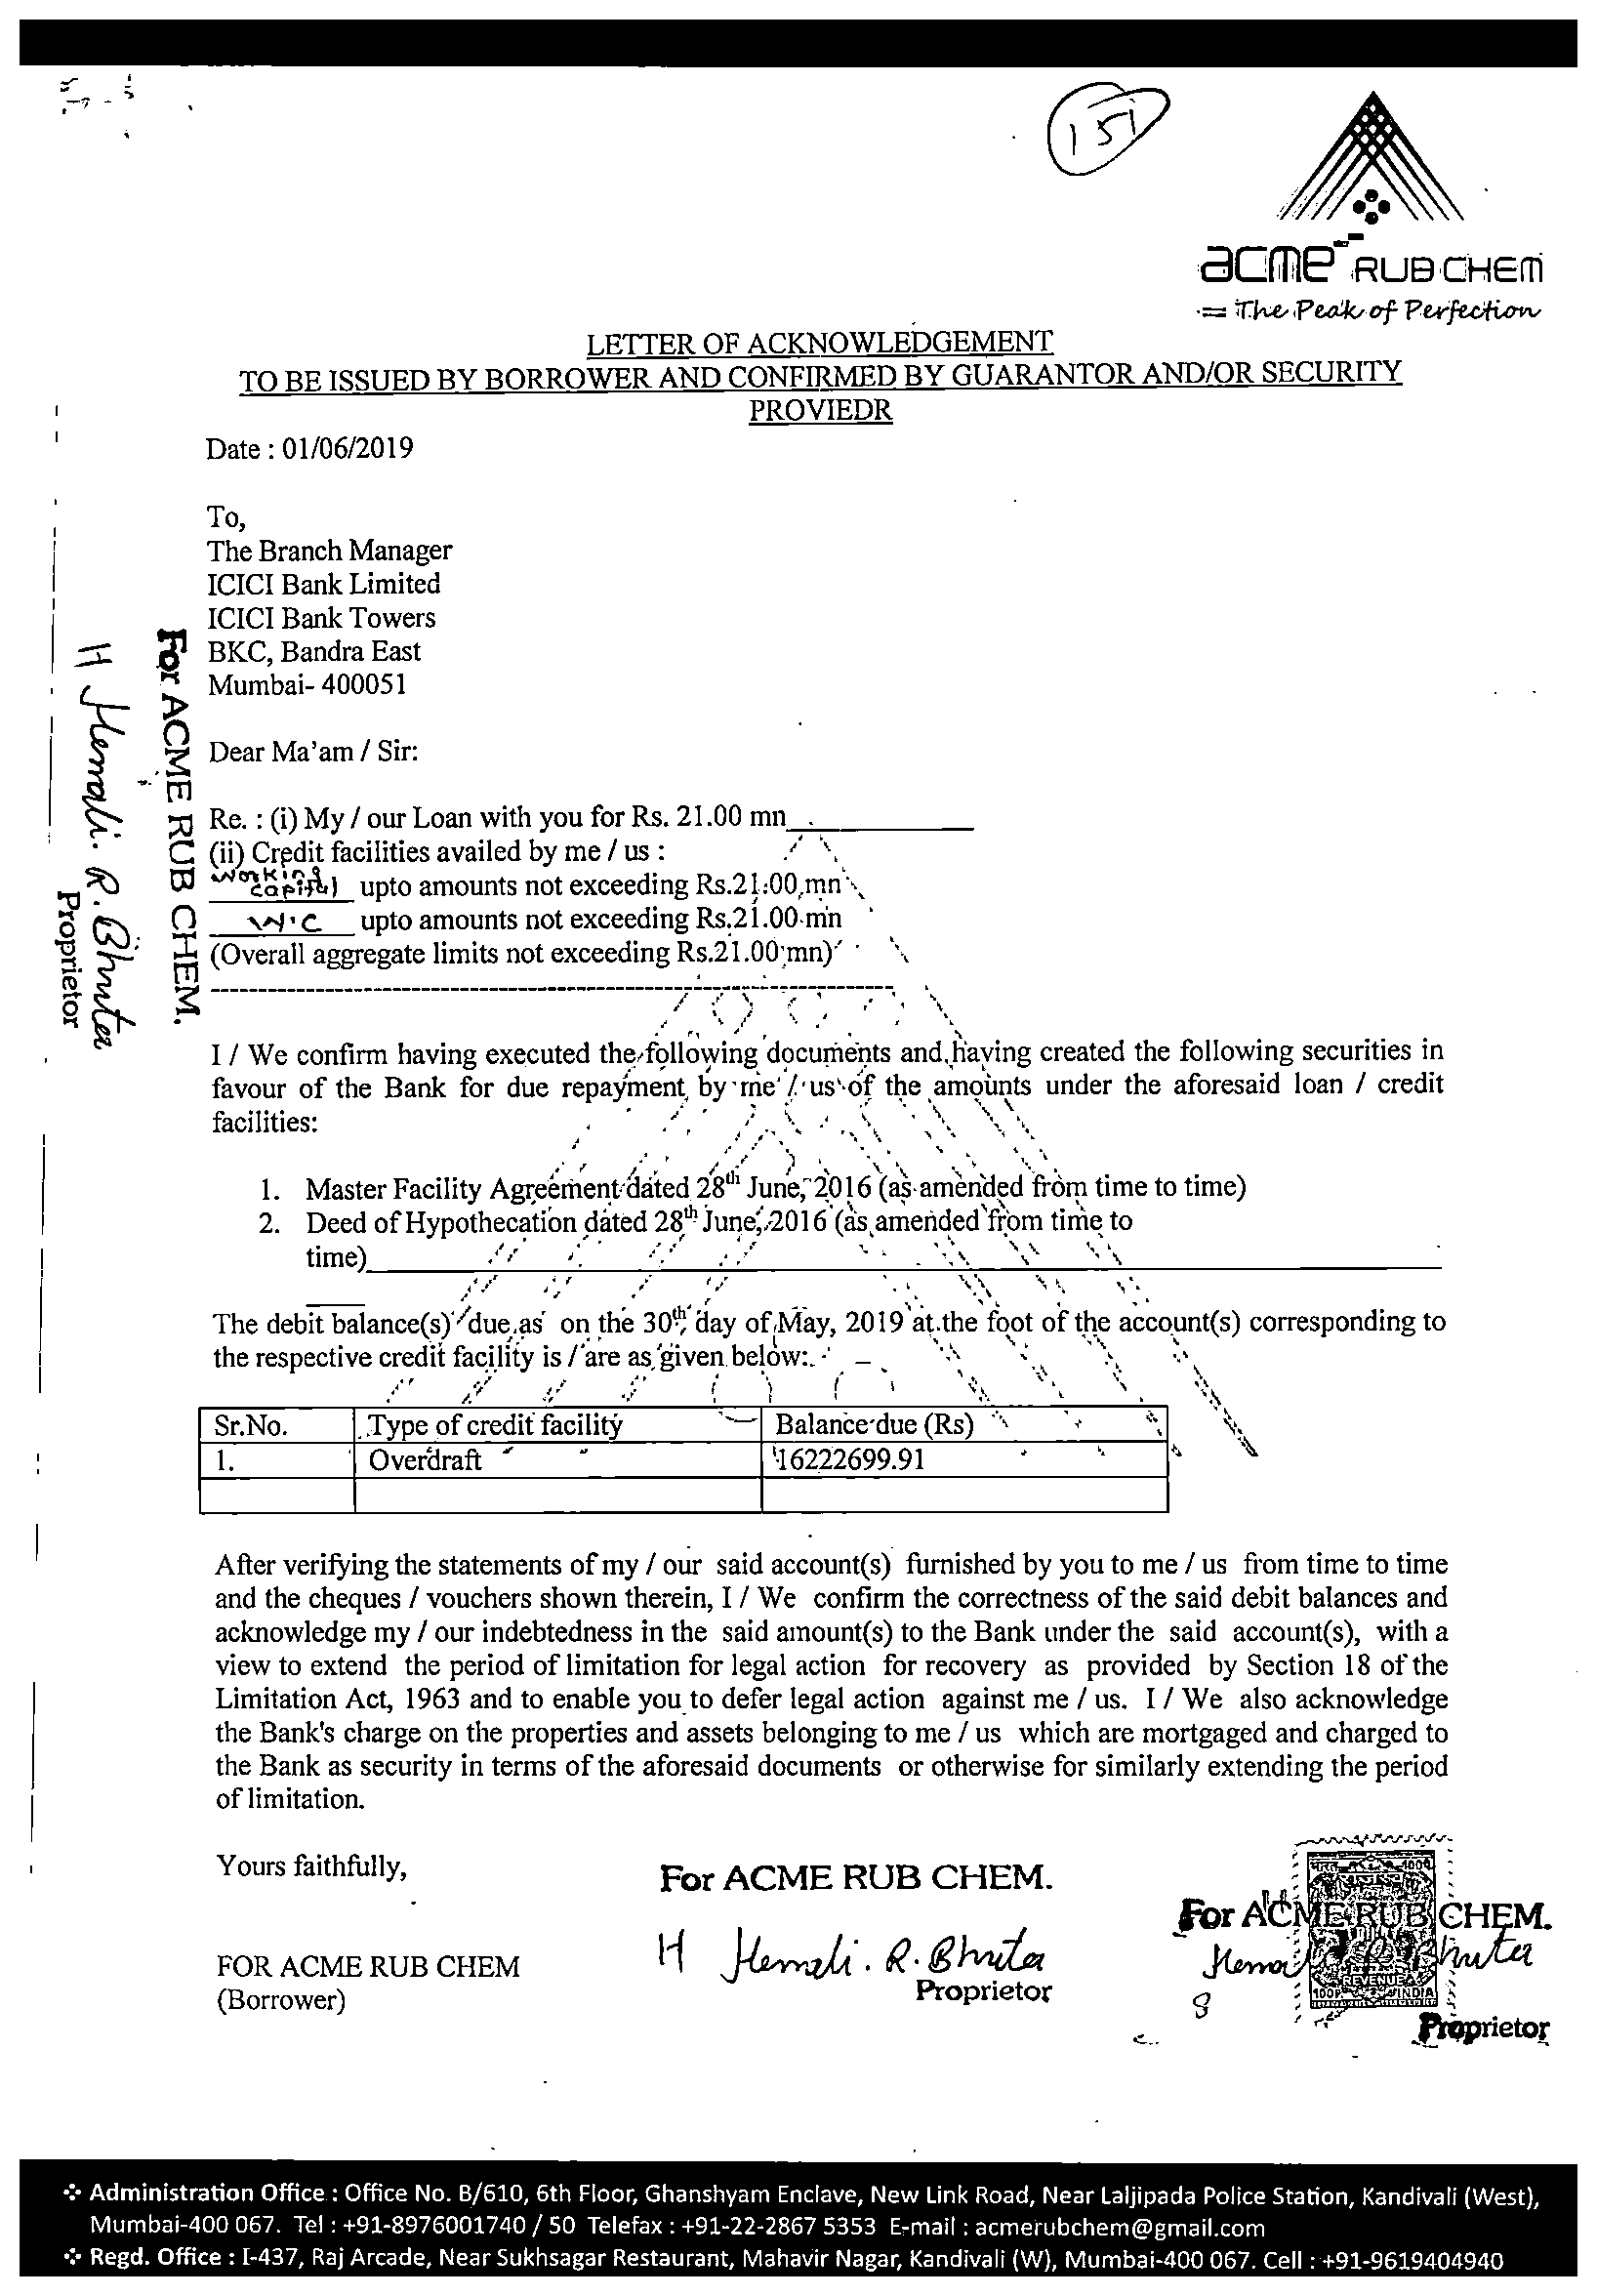 151
acme RUB CHEM
The Peak of Perfection
LETTER OF ACKNOWLEDGEMENT
TO BE ISSUED BY BORROWER AND CONFIRMED BY GUARANTOR AND/OR SECURITY
PROVIEDR
Date : 01/06/2019
To,
The Branch Manager
ICICI Bank Limited
ICICI Bank Towers
BKC, Bandra East
Mumbai- 400051
Dear Ma'am / Sir:
Re. : (i) My / our Loan with you for Rs. 21.00 mn
(ii) Credit facilities availed by me / us :
Working capital upto amounts not exceeding Rs.21.00 mn
W.C upto amounts not exceeding Rs.21.00 mn
(Overall aggregate limits not exceeding Rs.21.00 mn)
For ACME RUB CHEM.
H Hemali. R. Bhuta
Proprietor
I / We confirm having executed the following documents and having created the following securities in
favour of the Bank for due repayment by me / us of the amounts under the aforesaid loan / credit
facilities:
1. Master Facility Agreement dated 28th June, 2016 (as amended from time to time)
2. Deed of Hypothecation dated 28th June, 2016 (as amended from time to
time)
The debit balance(s) due as on the 30th day of May, 2019 at the foot of the account(s) corresponding to
the respective credit facility is / are as given below:
Sr.No. Type of credit facility Balance due (Rs)
1. Overdraft 16222699.91
After verifying the statements of my / our said account(s) furnished by you to me / us from time to time
and the cheques / vouchers shown therein, I / We confirm the correctness of the said debit balances and
acknowledge my / our indebtedness in the said amount(s) to the Bank under the said account(s), with a
view to extend the period of limitation for legal action for recovery as provided by Section 18 of the
Limitation Act, 1963 and to enable you to defer legal action against me / us. I / We also acknowledge
the Bank's charge on the properties and assets belonging to me / us which are mortgaged and charged to
the Bank as security in terms of the aforesaid documents or otherwise for similarly extending the period
of limitation.
Yours faithfully,
FOR ACME RUB CHEM
(Borrower)
For ACME RUB CHEM.
H Hemali. R. Bhuta
Proprietor
For ACME RUB CHEM.
Bhuta
REVENUE
INDIA
Proprietor
❖ Administration Office : Office No. B/610, 6th Floor, Ghanshyam Enclave, New Link Road, Near Laljipada Police Station, Kandivali (West),
Mumbai-400 067. Tel : +91-8976001740 / 50 Telefax : +91-22-2867 5353 E-mail : acmerubchem@gmail.com
❖ Regd. Office : I-437, Raj Arcade, Near Sukhsagar Restaurant, Mahavir Nagar, Kandivali (W), Mumbai-400 067. Cell : +91-9619404940